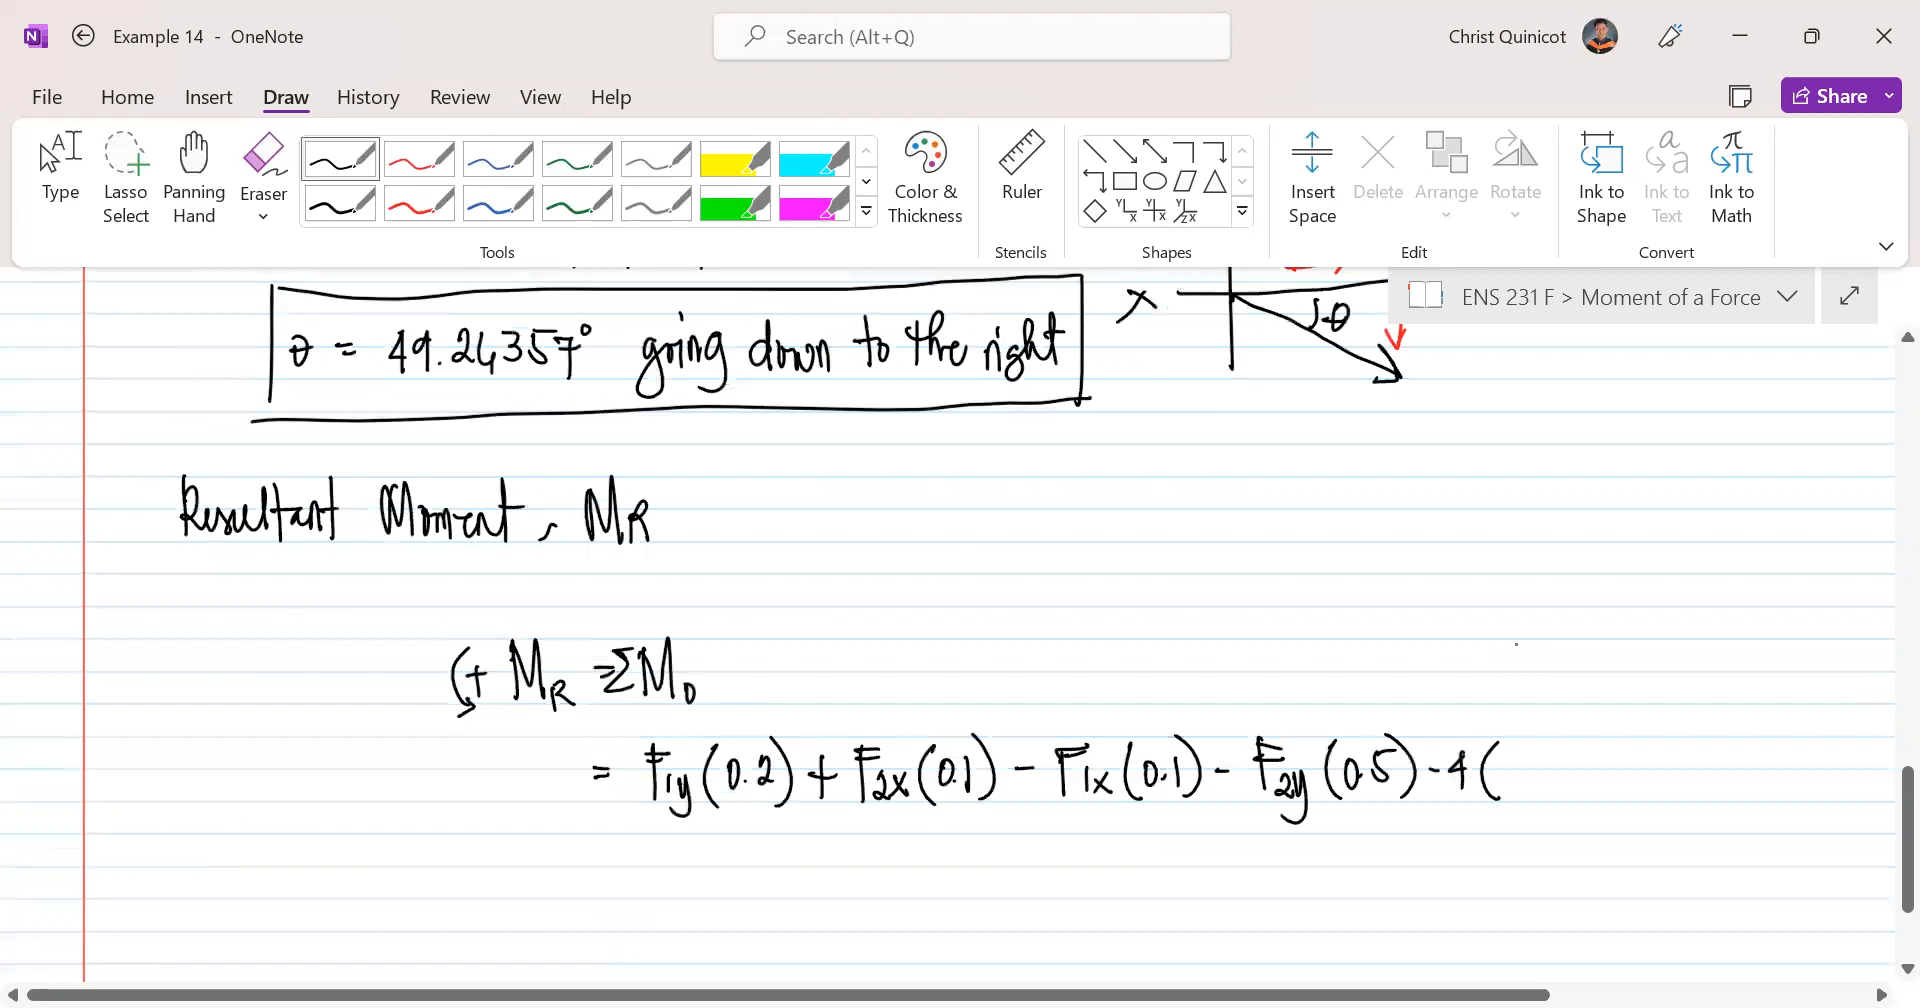 Example 14 - OneNote
Search (Alt+Q)
Christ Quinicot
File Home Insert Draw History Review View Help
Share
Type
Lasso Select
Panning Hand
Eraser
Color & Thickness
Ruler
Insert Space
Delete
Arrange
Rotate
Ink to Shape
Ink to Text
Ink to Math
Tools
Stencils
Shapes
Edit
Convert
ENS 231 F > Moment of a Force
θ = 49.24357° going down to the right
x
θ
Resultant Moment, MR
(+ MR = ΣMO
= F1y(0.2) + F2x(0.1) - F1x(0.1) - F2y(0.5) - 4(